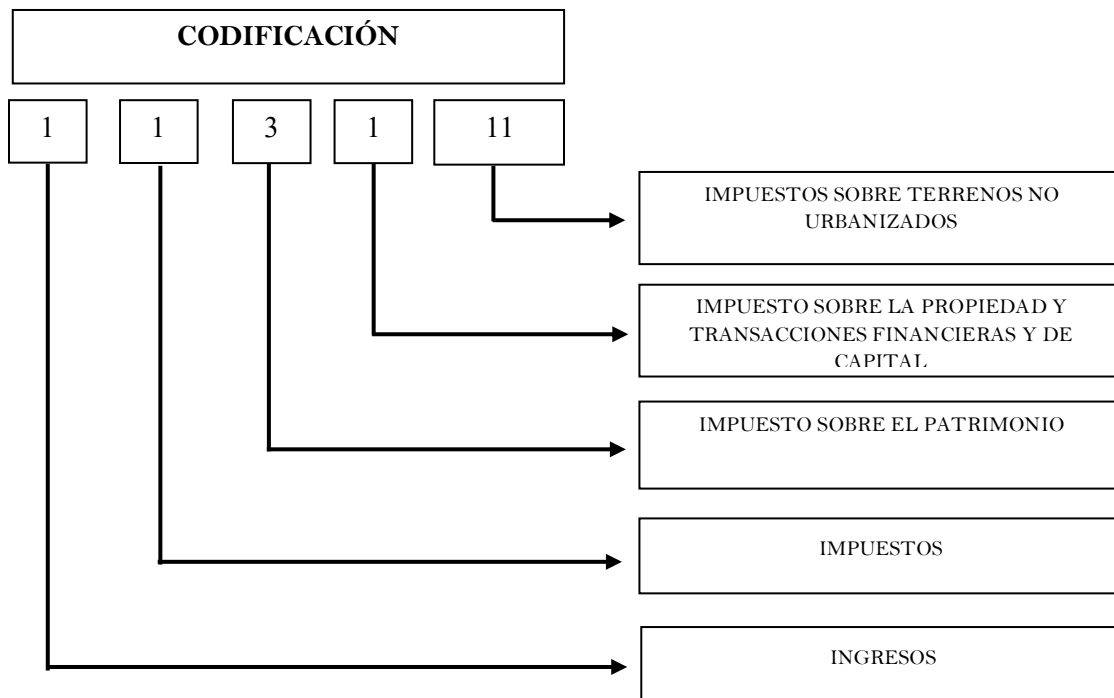 CODIFICACIÓN
1 1 3 1 11
IMPUESTOS SOBRE TERRENOS NO
URBANIZADOS
IMPUESTO SOBRE LA PROPIEDAD Y
TRANSACCIONES FINANCIERAS Y DE
CAPITAL
IMPUESTO SOBRE EL PATRIMONIO
IMPUESTOS
INGRESOS